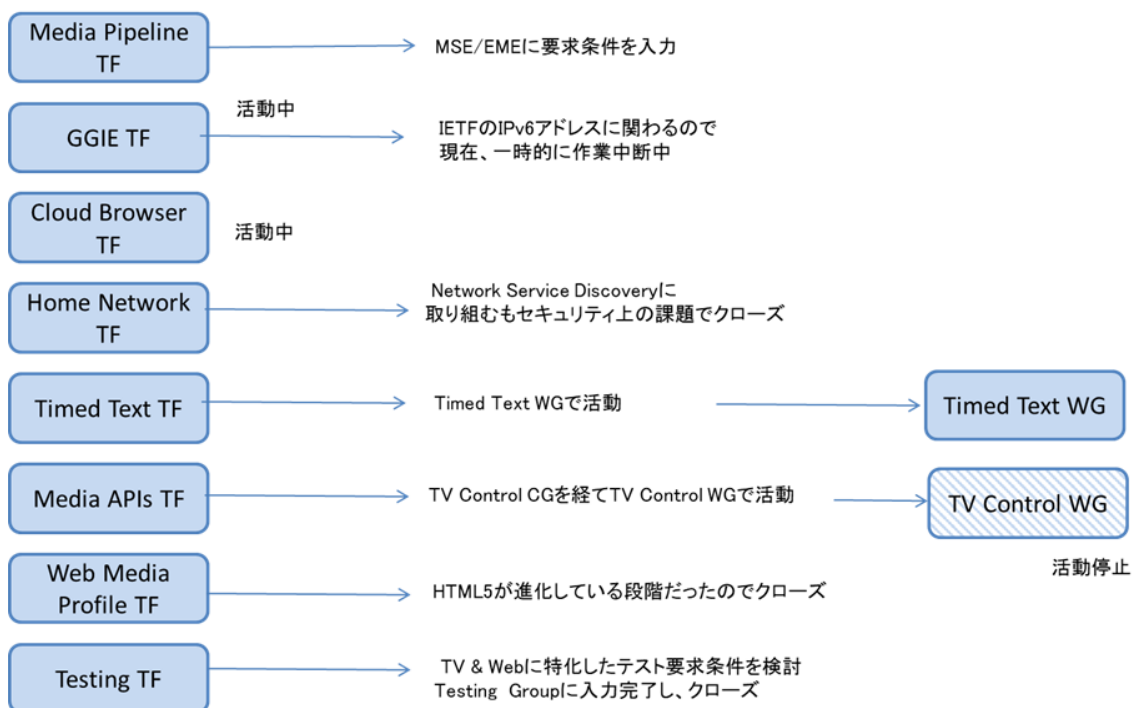 Media Pipeline
TF
MSE/EMEに要求条件を入力
活動中
GGIE TF
IETFのIPv6アドレスに関わるので
現在、一時的に作業中断中
Cloud Browser
TF
活動中
Home Network
TF
Network Service Discoveryに
取り組むもセキュリティ上の課題でクローズ
Timed Text TF
Timed Text WGで活動
Timed Text WG
Media APIs TF
TV Control CGを経てTV Control WGで活動
TV Control WG
活動停止
Web Media
Profile TF
HTML5が進化している段階だったのでクローズ
Testing TF
TV & Webに特化したテスト要求条件を検討
Testing Groupに入力完了し、クローズ